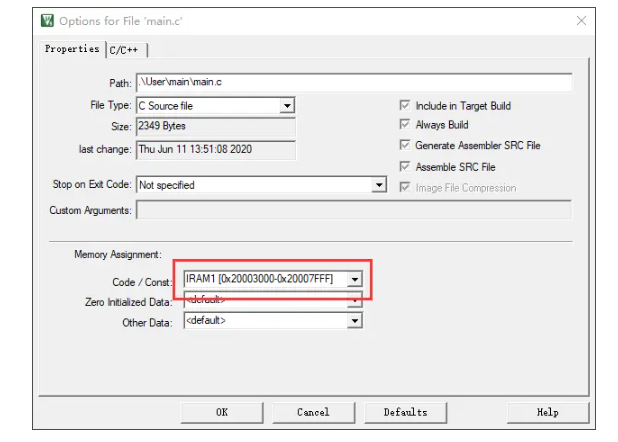 Options for File 'main.c'
Properties C/C++
Path: .\User\main\main.c
File Type: C Source file
Include in Target Build
Size: 2349 Bytes
Always Build
last change: Thu Jun 11 13:51:08 2020
Generate Assembler SRC File
Assemble SRC File
Stop on Exit Code: Not specified
Image File Compression
Custom Arguments:
Memory Assignment:
Code / Const: IRAM1 [0x20003000-0x20007FFF]
Zero Initialized Data: <default>
Other Data: <default>
OK Cancel Defaults Help